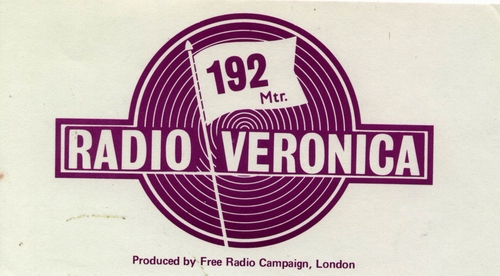 192
Mtr.
RADIO VERONICA
Produced by Free Radio Campaign, London